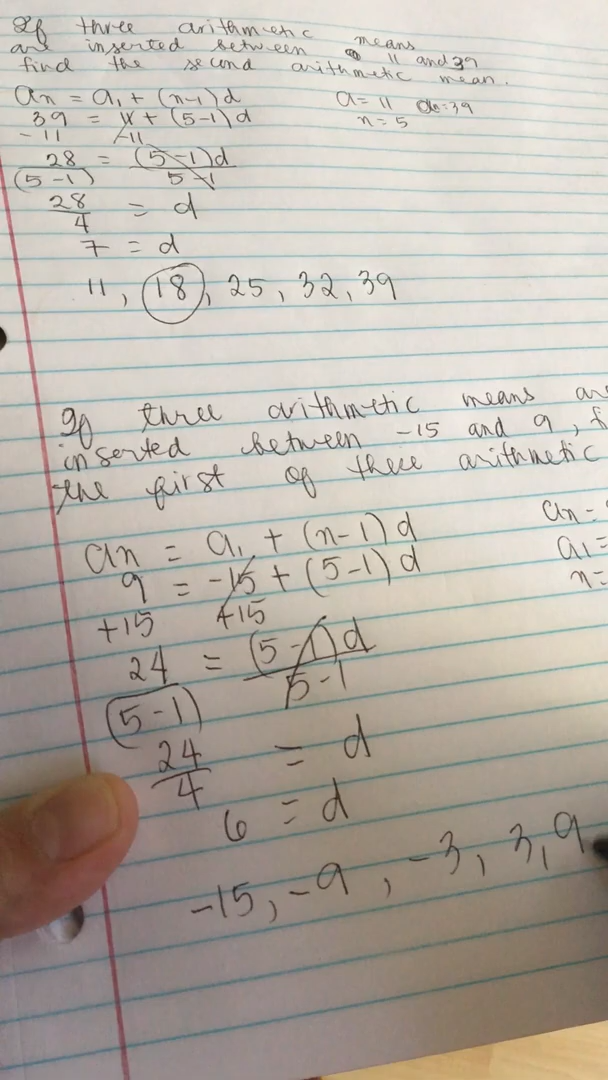 If three arithmetic means
are inserted between 11 and 39
find the second arithmetic mean.
an = a1 + (n-1)d
a = 11
39
39 = 11 + (5-1)d
n = 5
-11 -11
28 = (5-1)d
(5-1) 5-1
28 = d
4
7 = d
11, 18, 25, 32, 39
If three arithmetic means
inserted between -15 and 9,
the first of these arithmetic
an =
an = a1 + (n-1)d
a1 =
9 = -15 + (5-1)d
n =
+15 +15
24 = (5-1)d
(5-1) 5-1
24 = d
4
6 = d
-15, -9, -3, 3, 9